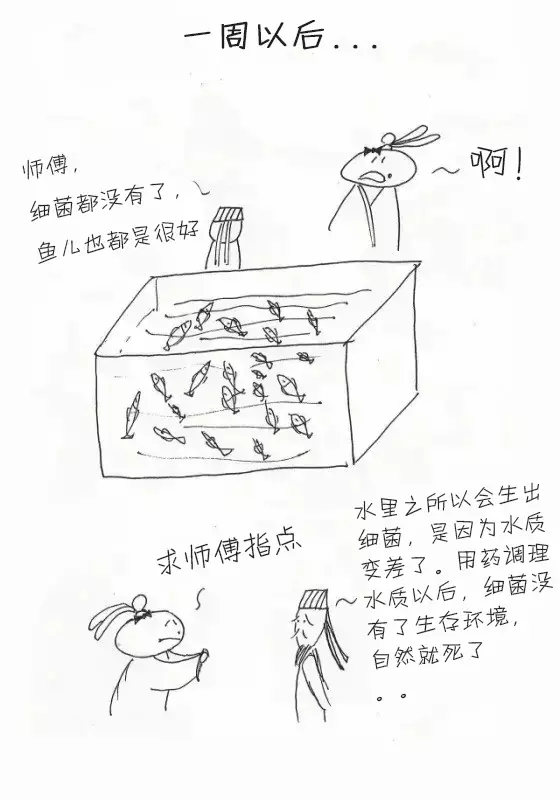 一周以后...
师傅，
细菌都没有了，
鱼儿也都是很好
啊！
求师傅指点
水里之所以会生出
细菌，是因为水质
变差了。用药调理
水质以后，细菌没
有了生存环境，
自然就死了
。。